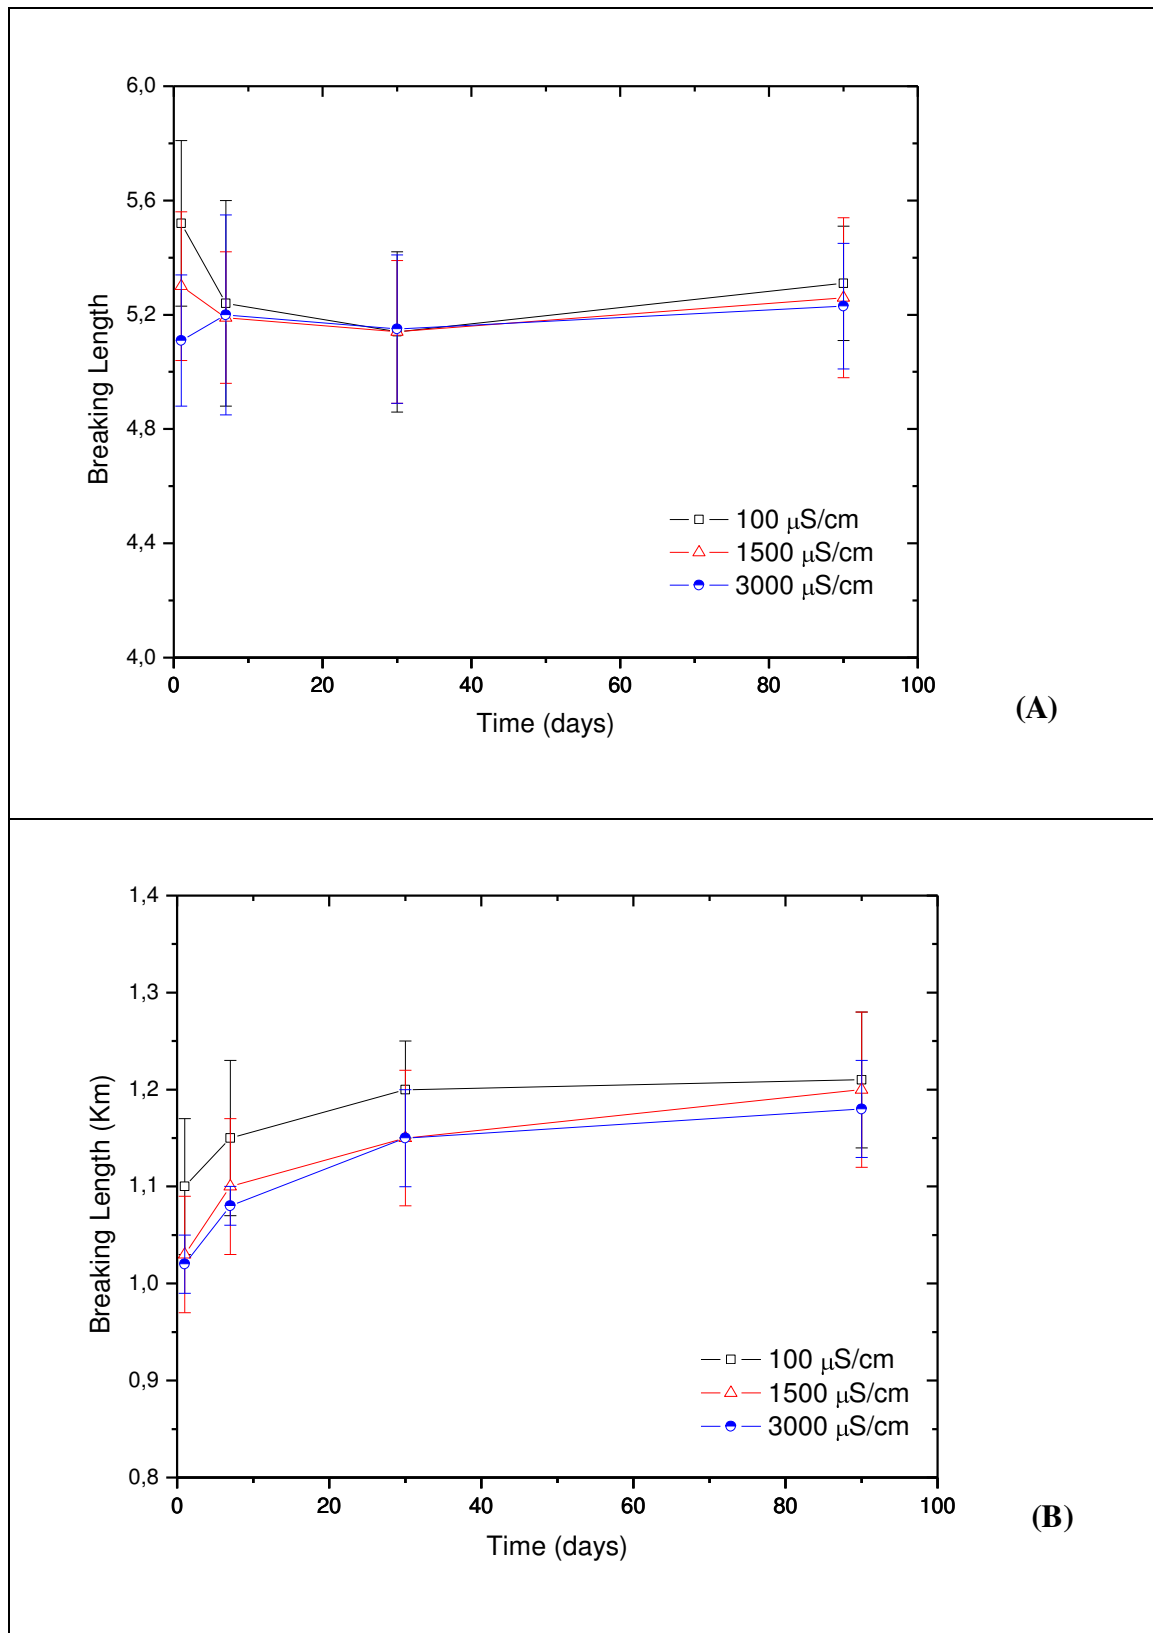 6,0
5,6
5,2
4,8
4,4
4,0
Breaking Length
100 μS/cm
1500 μS/cm
3000 μS/cm
0 20 40 60 80 100
Time (days)
(A)
1,4
1,3
1,2
1,1
1,0
0,9
0,8
Breaking Length (Km)
100 μS/cm
1500 μS/cm
3000 μS/cm
0 20 40 60 80 100
Time (days)
(B)